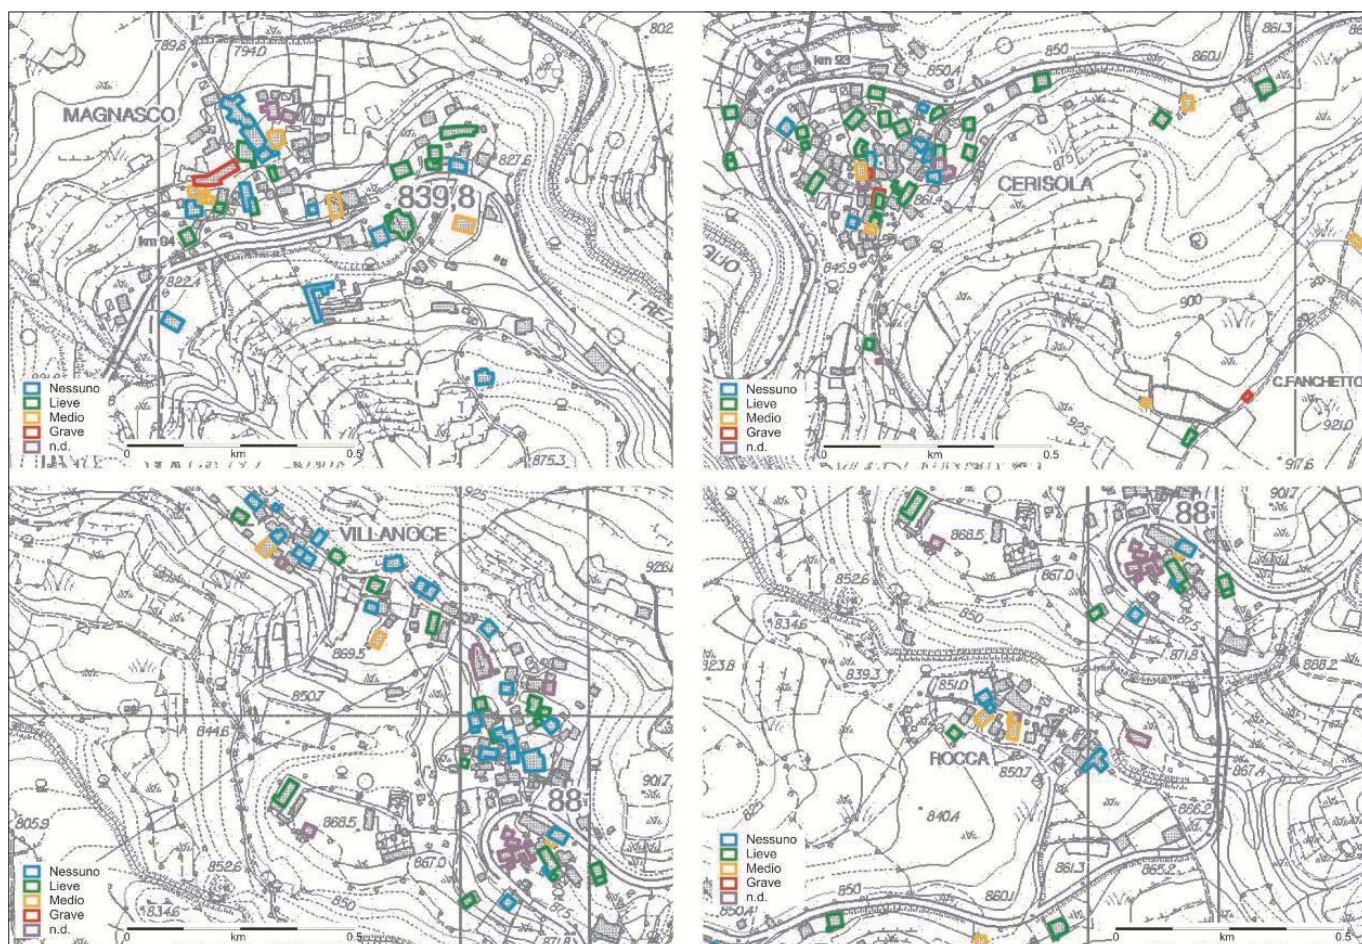 789.8
794.0
802
MAGNASCO
827.6
839,8
km 94
822.4
875.3
Nessuno
Lieve
Medio
Grave
n.d.
0
km
0.5
km 93
850.4
850
860.1
861.3
875
CERISOLA
861.4
845.9
900
C.FANCHETTO
925
921.0
917.6
Nessuno
Lieve
Medio
Grave
n.d.
0
km
0.5
VILLANOCE
925
926.
869.5
850.7
844.6
901.7
88
805.9
868.5
867.0
852.6
834.6
850
875
871.8
Nessuno
Lieve
Medio
Grave
n.d.
0
km
0.5
88
901.7
868.5
867.0
852.6
850
834.6
875
871.8
888.2
923.8
839.3
851.0
ROCCA
850.7
867.4
840.4
866.2
861.3
865.2
850
860.1
850.4
Nessuno
Lieve
Medio
Grave
n.d.
0
km
0.5